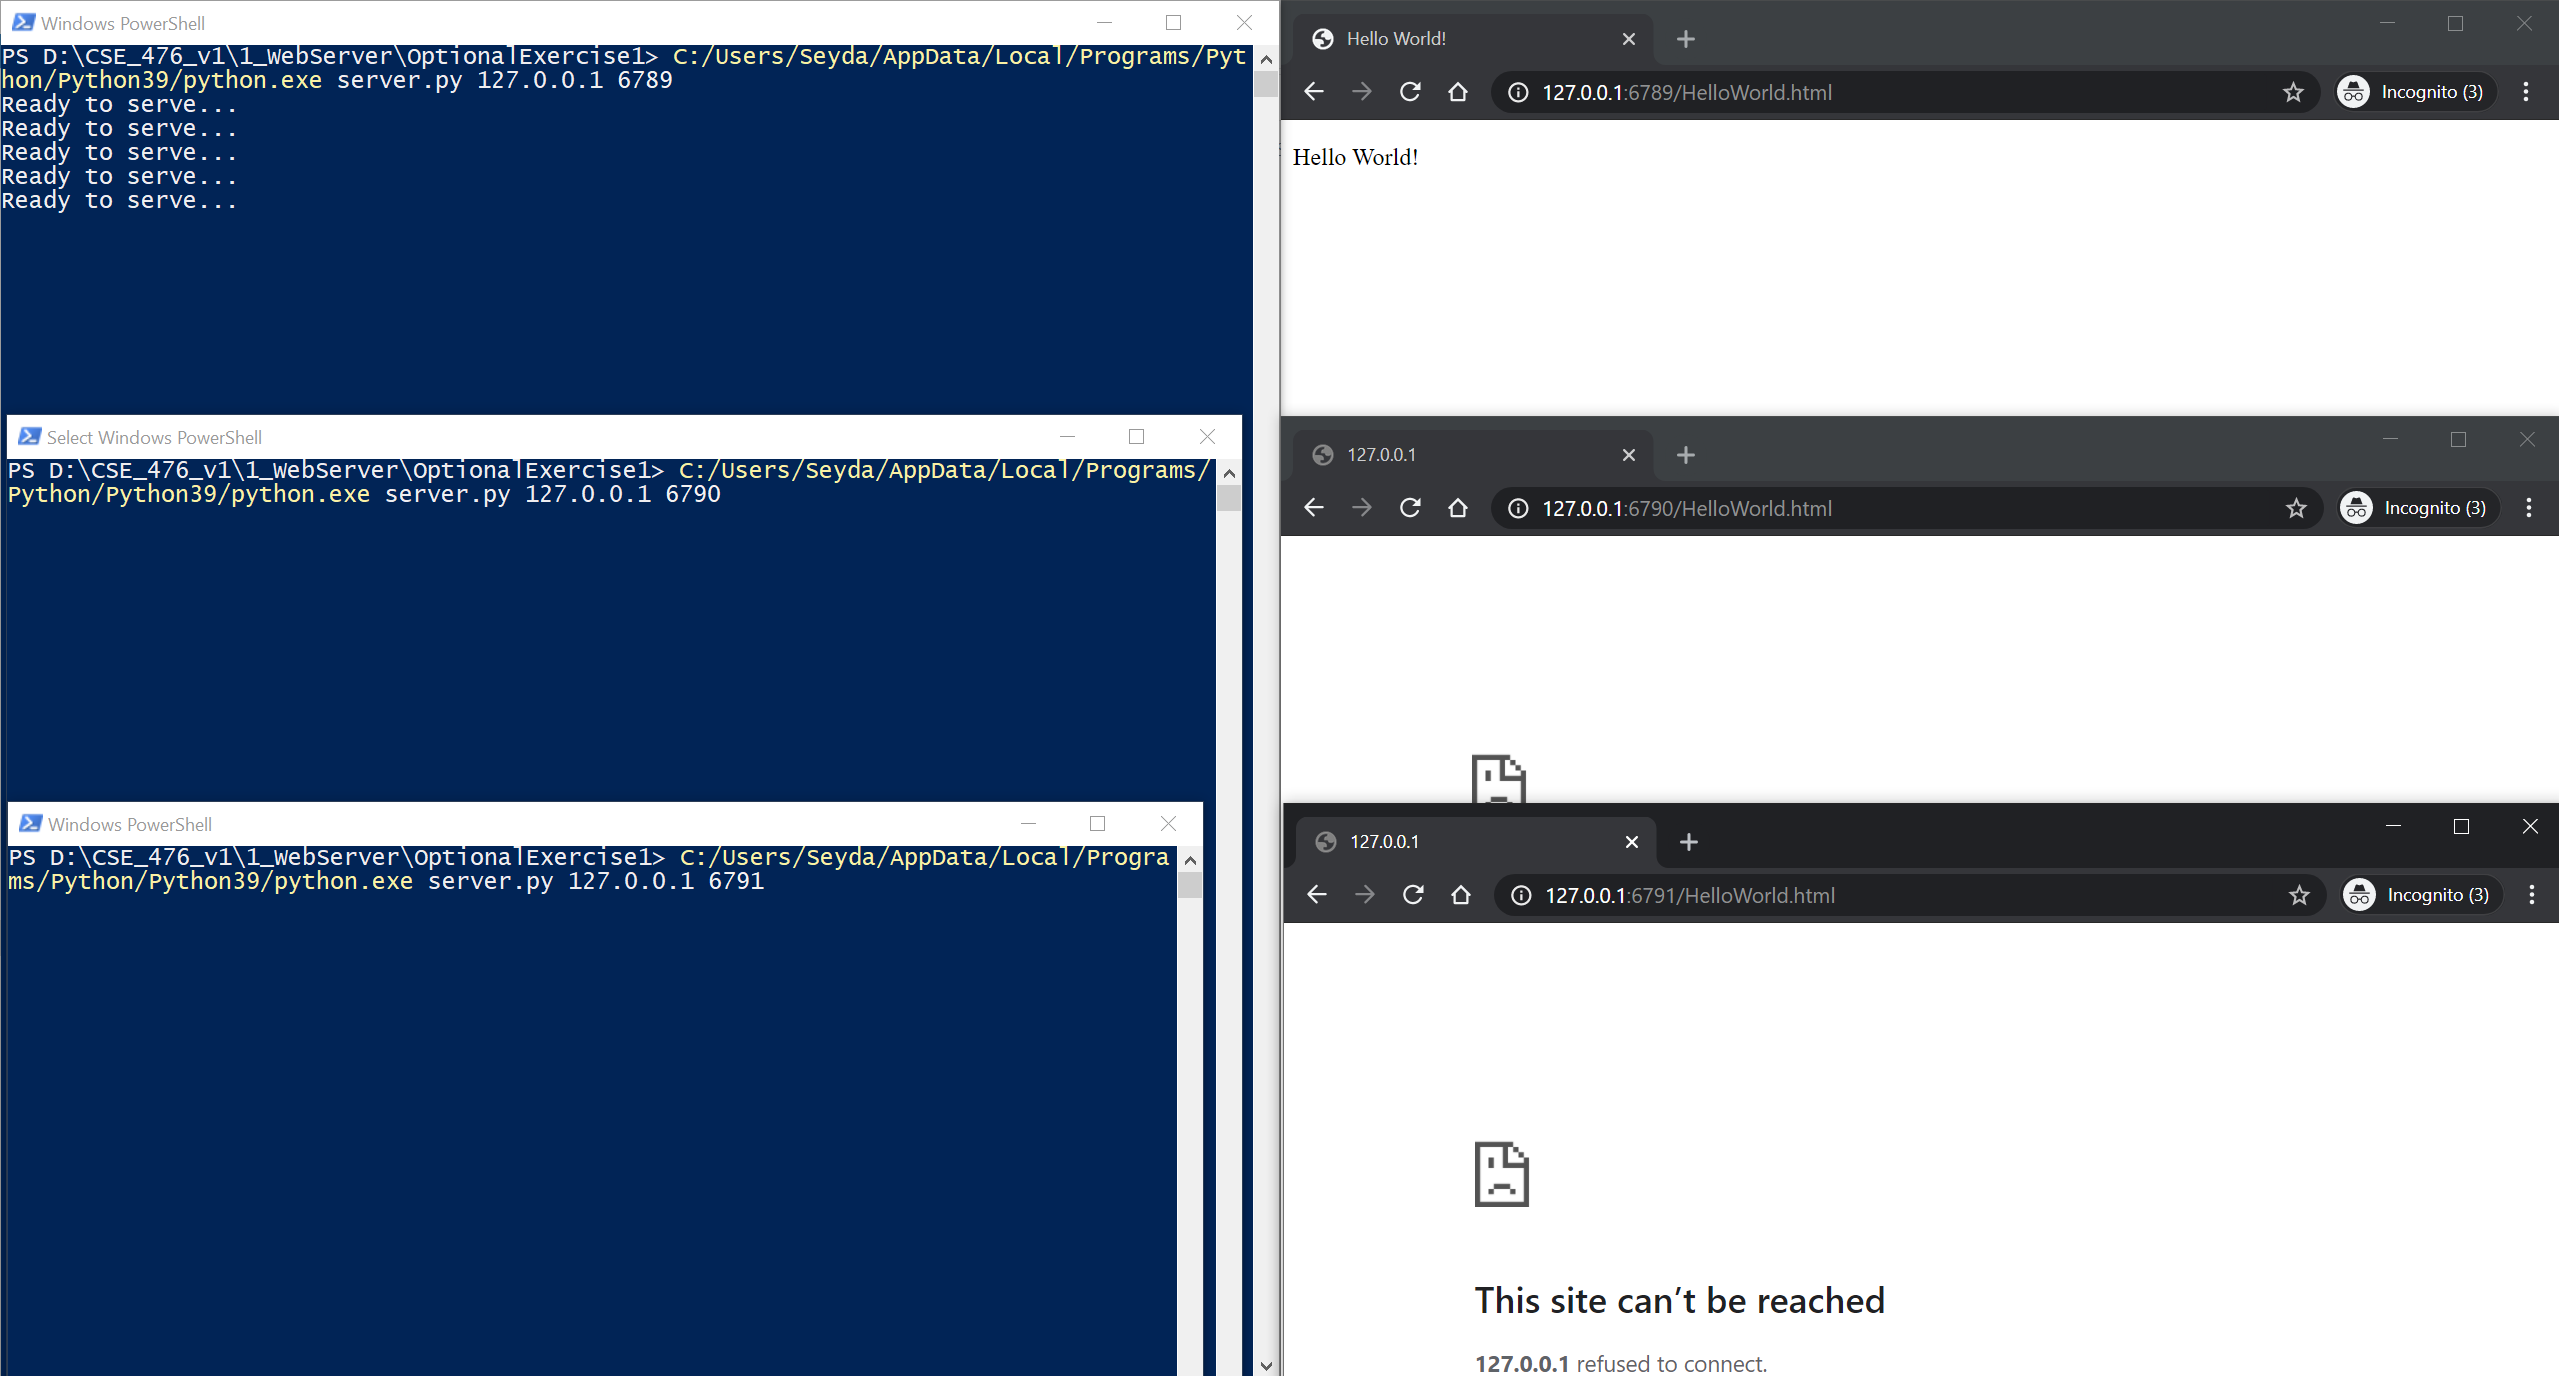 Windows PowerShell
PS D:\CSE_476_v1\1_WebServer\OptionalExercise1> C:/Users/Seyda/AppData/Local/Programs/Pyt
hon/Python39/python.exe server.py 127.0.0.1 6789
Ready to serve...
Ready to serve...
Ready to serve...
Ready to serve...
Ready to serve...
Select Windows PowerShell
PS D:\CSE_476_v1\1_WebServer\OptionalExercise1> C:/Users/Seyda/AppData/Local/Programs/
Python/Python39/python.exe server.py 127.0.0.1 6790
Windows PowerShell
PS D:\CSE_476_v1\1_WebServer\OptionalExercise1> C:/Users/Seyda/AppData/Local/Progra
ms/Python/Python39/python.exe server.py 127.0.0.1 6791
Hello World!
127.0.0.1:6789/HelloWorld.html
Incognito (3)
Hello World!
127.0.0.1
127.0.0.1:6790/HelloWorld.html
Incognito (3)
127.0.0.1
127.0.0.1:6791/HelloWorld.html
Incognito (3)
This site can’t be reached
127.0.0.1 refused to connect.